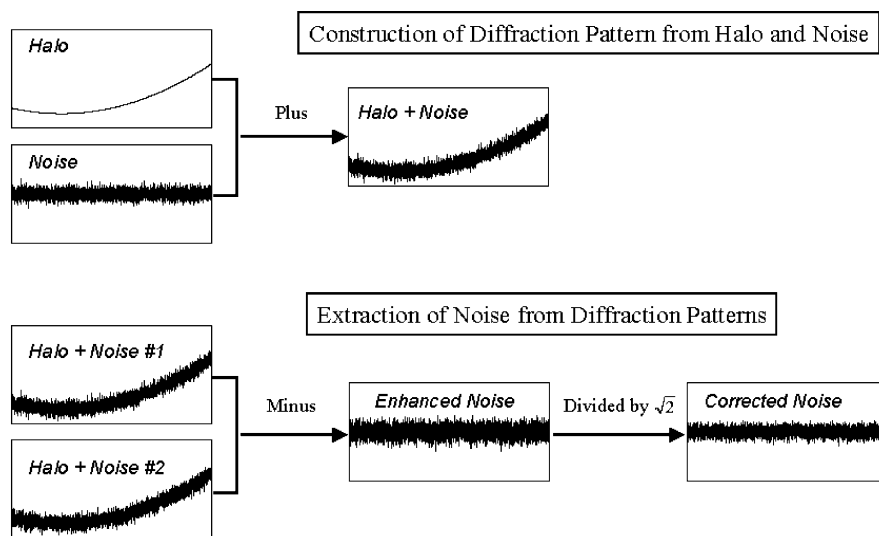 Construction of Diffraction Pattern from Halo and Noise
Halo
Noise
Plus
Halo + Noise
Extraction of Noise from Diffraction Patterns
Halo + Noise #1
Halo + Noise #2
Minus
Enhanced Noise
Divided by √2
Corrected Noise